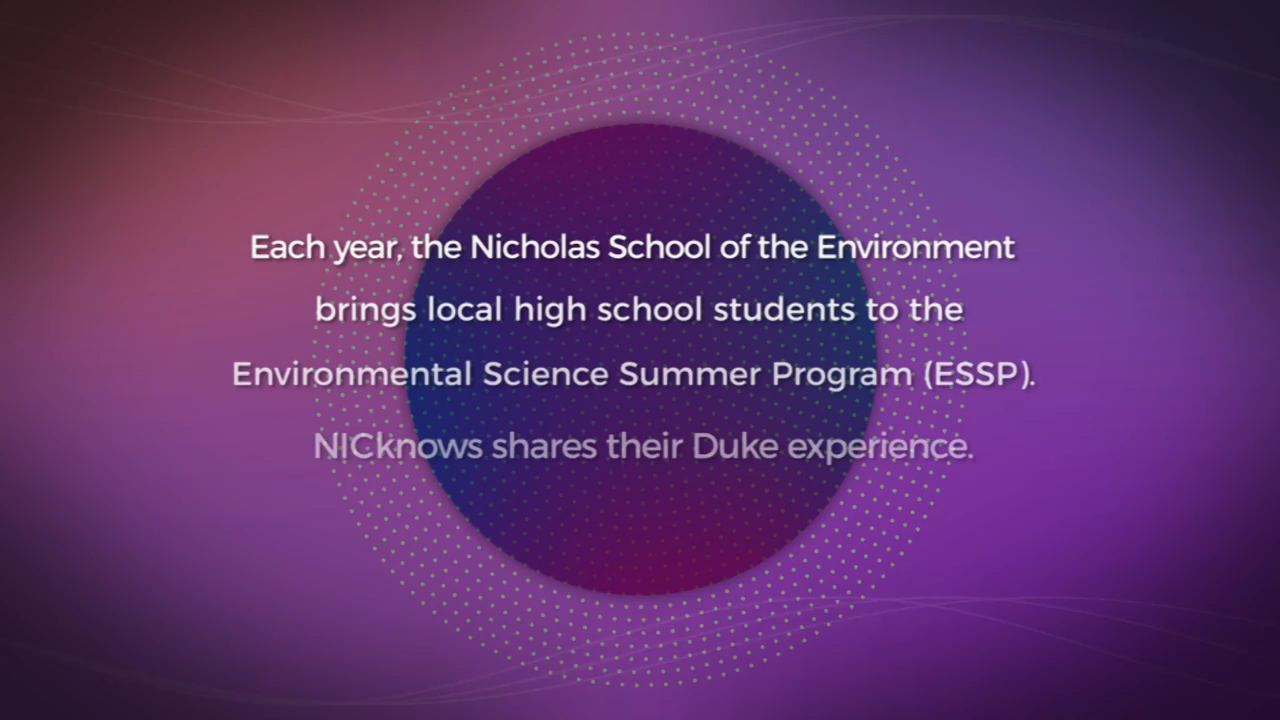 Each year, the Nicholas School of the Environment
brings local high school students to the
Environmental Science Summer Program (ESSP).
NICknows shares their Duke experience.